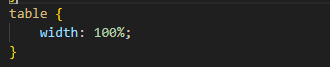 table {
    width: 100%;
}